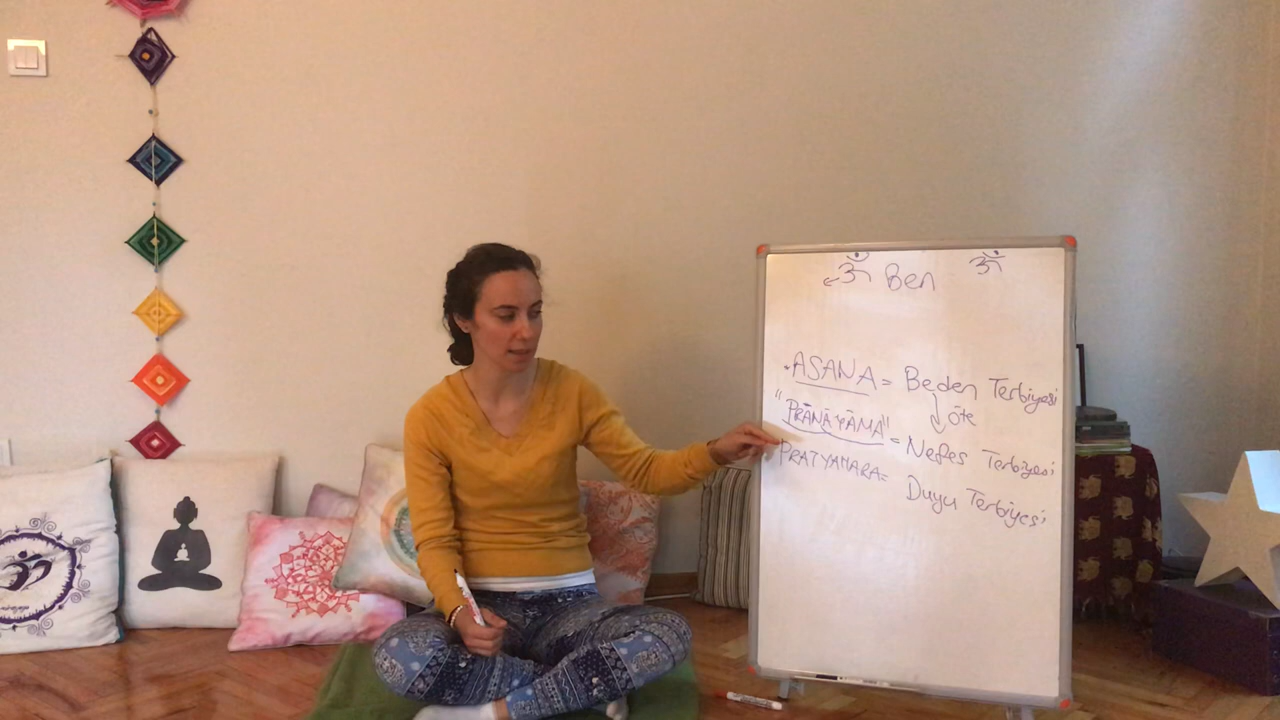 ॐ Ben ॐ
• ASANA = Beden Terbiyesi
öte
"PRĀNĀYĀMA" = Nefes Terbiyesi
PRATYAHARA = Duyu Terbiyesi